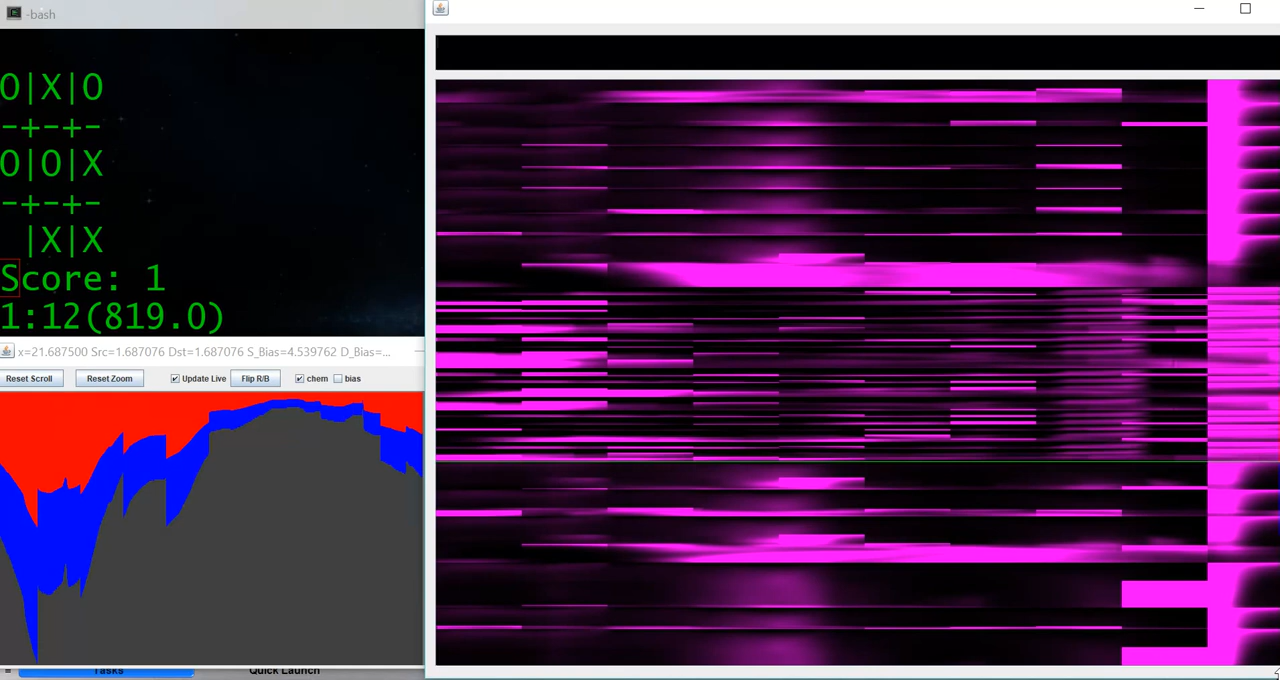 -bash
O|X|O
-+-+-
O|O|X
-+-+-
 |X|X
Score: 1
1:12(819.0)
x=21.687500 Src=1.687076 Dst=1.687076 S_Bias=4.539762 D_Bias=...
Reset Scroll Reset Zoom Update Live Flip R/B chem bias
Tasks Quick Launch